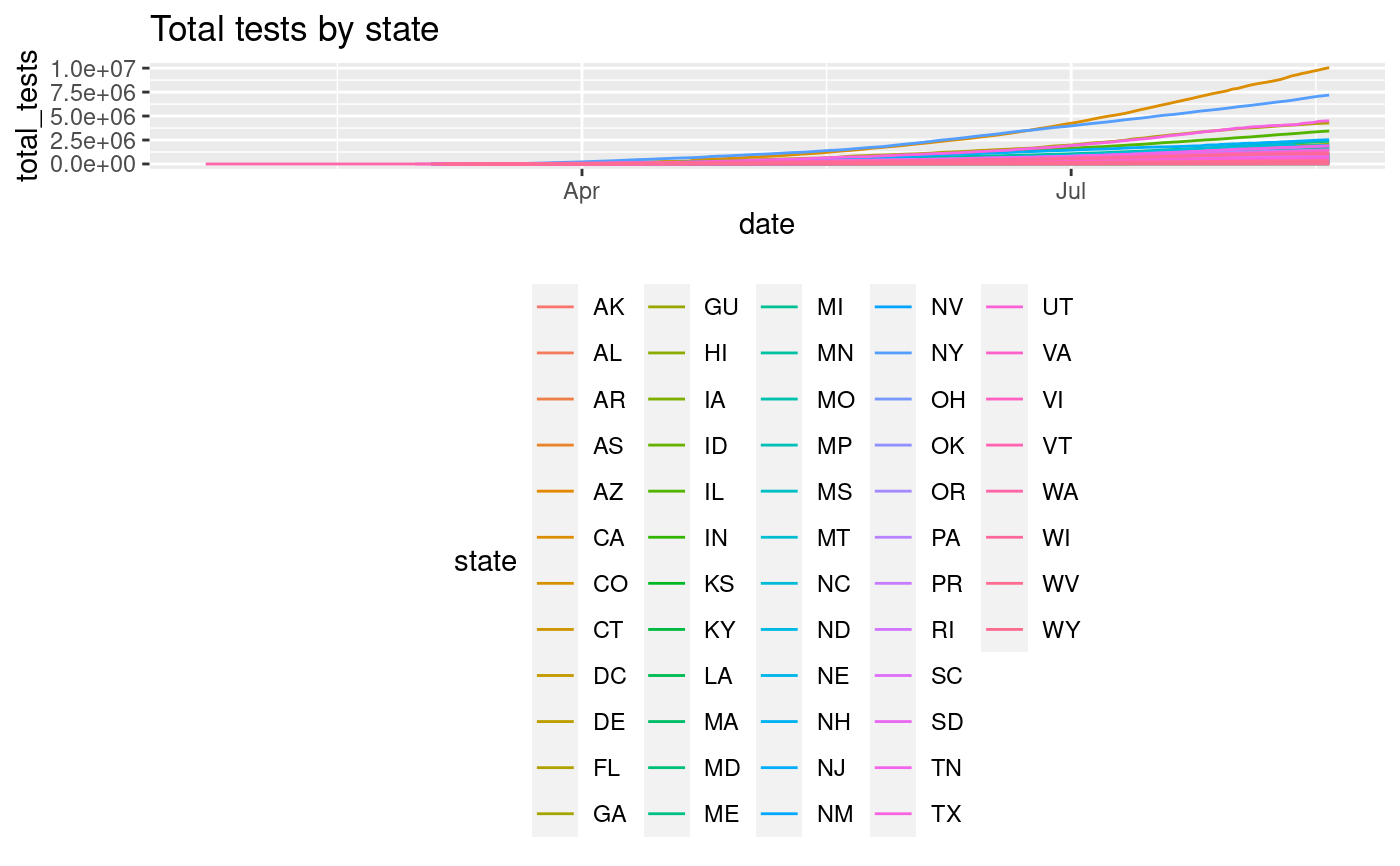 Total tests by state
total_tests
1.0e+07
7.5e+06
5.0e+06
2.5e+06
0.0e+00
Apr Jul
date
state
AK GU MI NV UT
AL HI MN NY VA
AR IA MO OH VI
AS ID MP OK VT
AZ IL MS OR WA
CA IN MT PA WI
CO KS NC PR WV
CT KY ND RI WY
DC LA NE SC
DE MA NH SD
FL MD NJ TN
GA ME NM TX